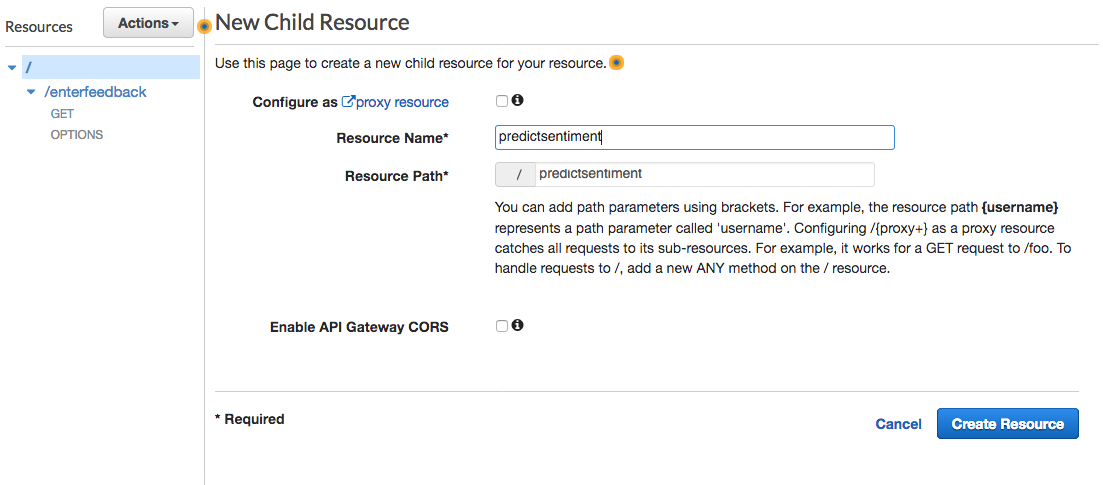 Resources
Actions
New Child Resource
/
/enterfeedback
GET
OPTIONS
Use this page to create a new child resource for your resource.
Configure as proxy resource
Resource Name*
predictsentiment
Resource Path*
/ predictsentiment
You can add path parameters using brackets. For example, the resource path {username}
represents a path parameter called 'username'. Configuring /{proxy+} as a proxy resource
catches all requests to its sub-resources. For example, it works for a GET request to /foo. To
handle requests to /, add a new ANY method on the / resource.
Enable API Gateway CORS
* Required
Cancel
Create Resource